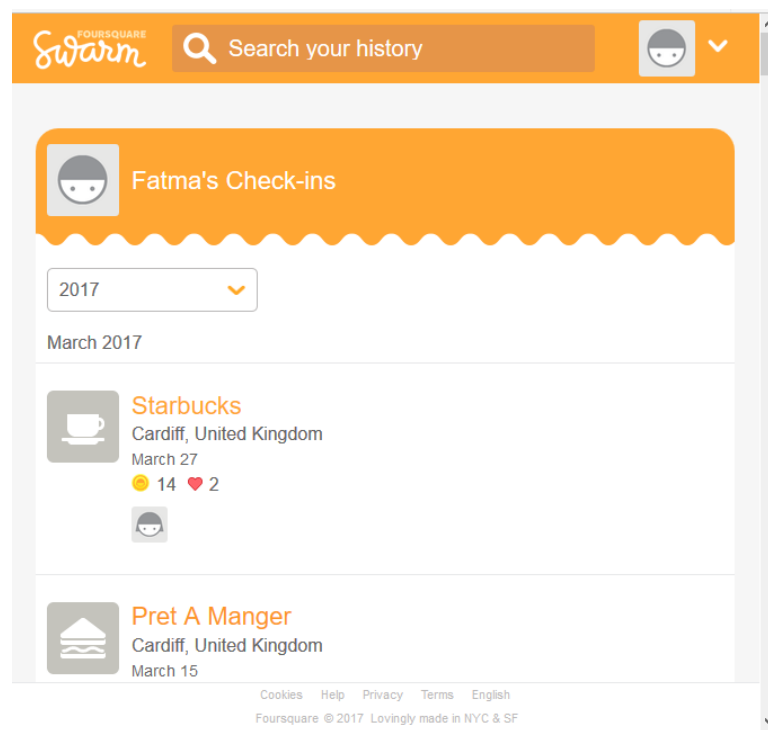 FOURSQUARE
Swarm
Search your history
Fatma's Check-ins
2017
March 2017
Starbucks
Cardiff, United Kingdom
March 27
14 2
Pret A Manger
Cardiff, United Kingdom
March 15
Cookies Help Privacy Terms English
Foursquare © 2017 Lovingly made in NYC & SF